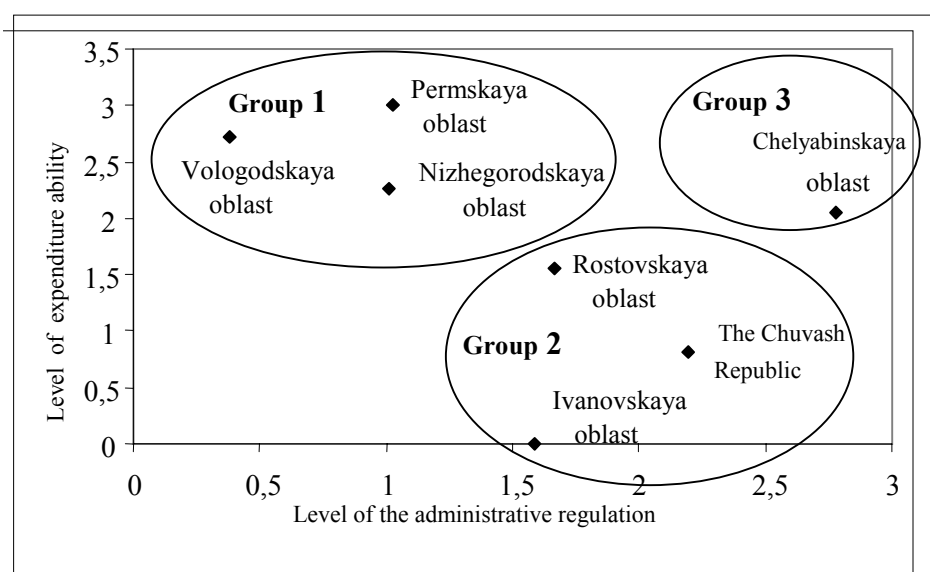 Level of expenditure ability
3,5
3
2,5
2
1,5
1
0,5
0
Group 1
Permskaya
oblast
Vologodskaya
oblast
Nizhegorodskaya
oblast
Group 3
Chelyabinskaya
oblast
Rostovskaya
oblast
Group 2
The Chuvash
Republic
Ivanovskaya
oblast
0 0,5 1 1,5 2 2,5 3
Level of the administrative regulation